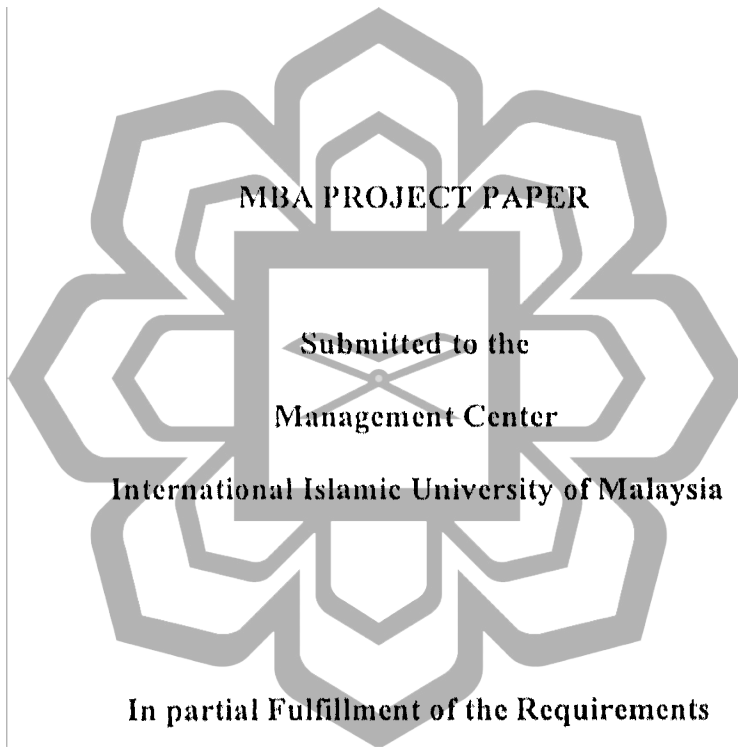 MBA PROJECT PAPER
Submitted to the
Management Center
International Islamic University of Malaysia
In partial Fulfillment of the Requirements